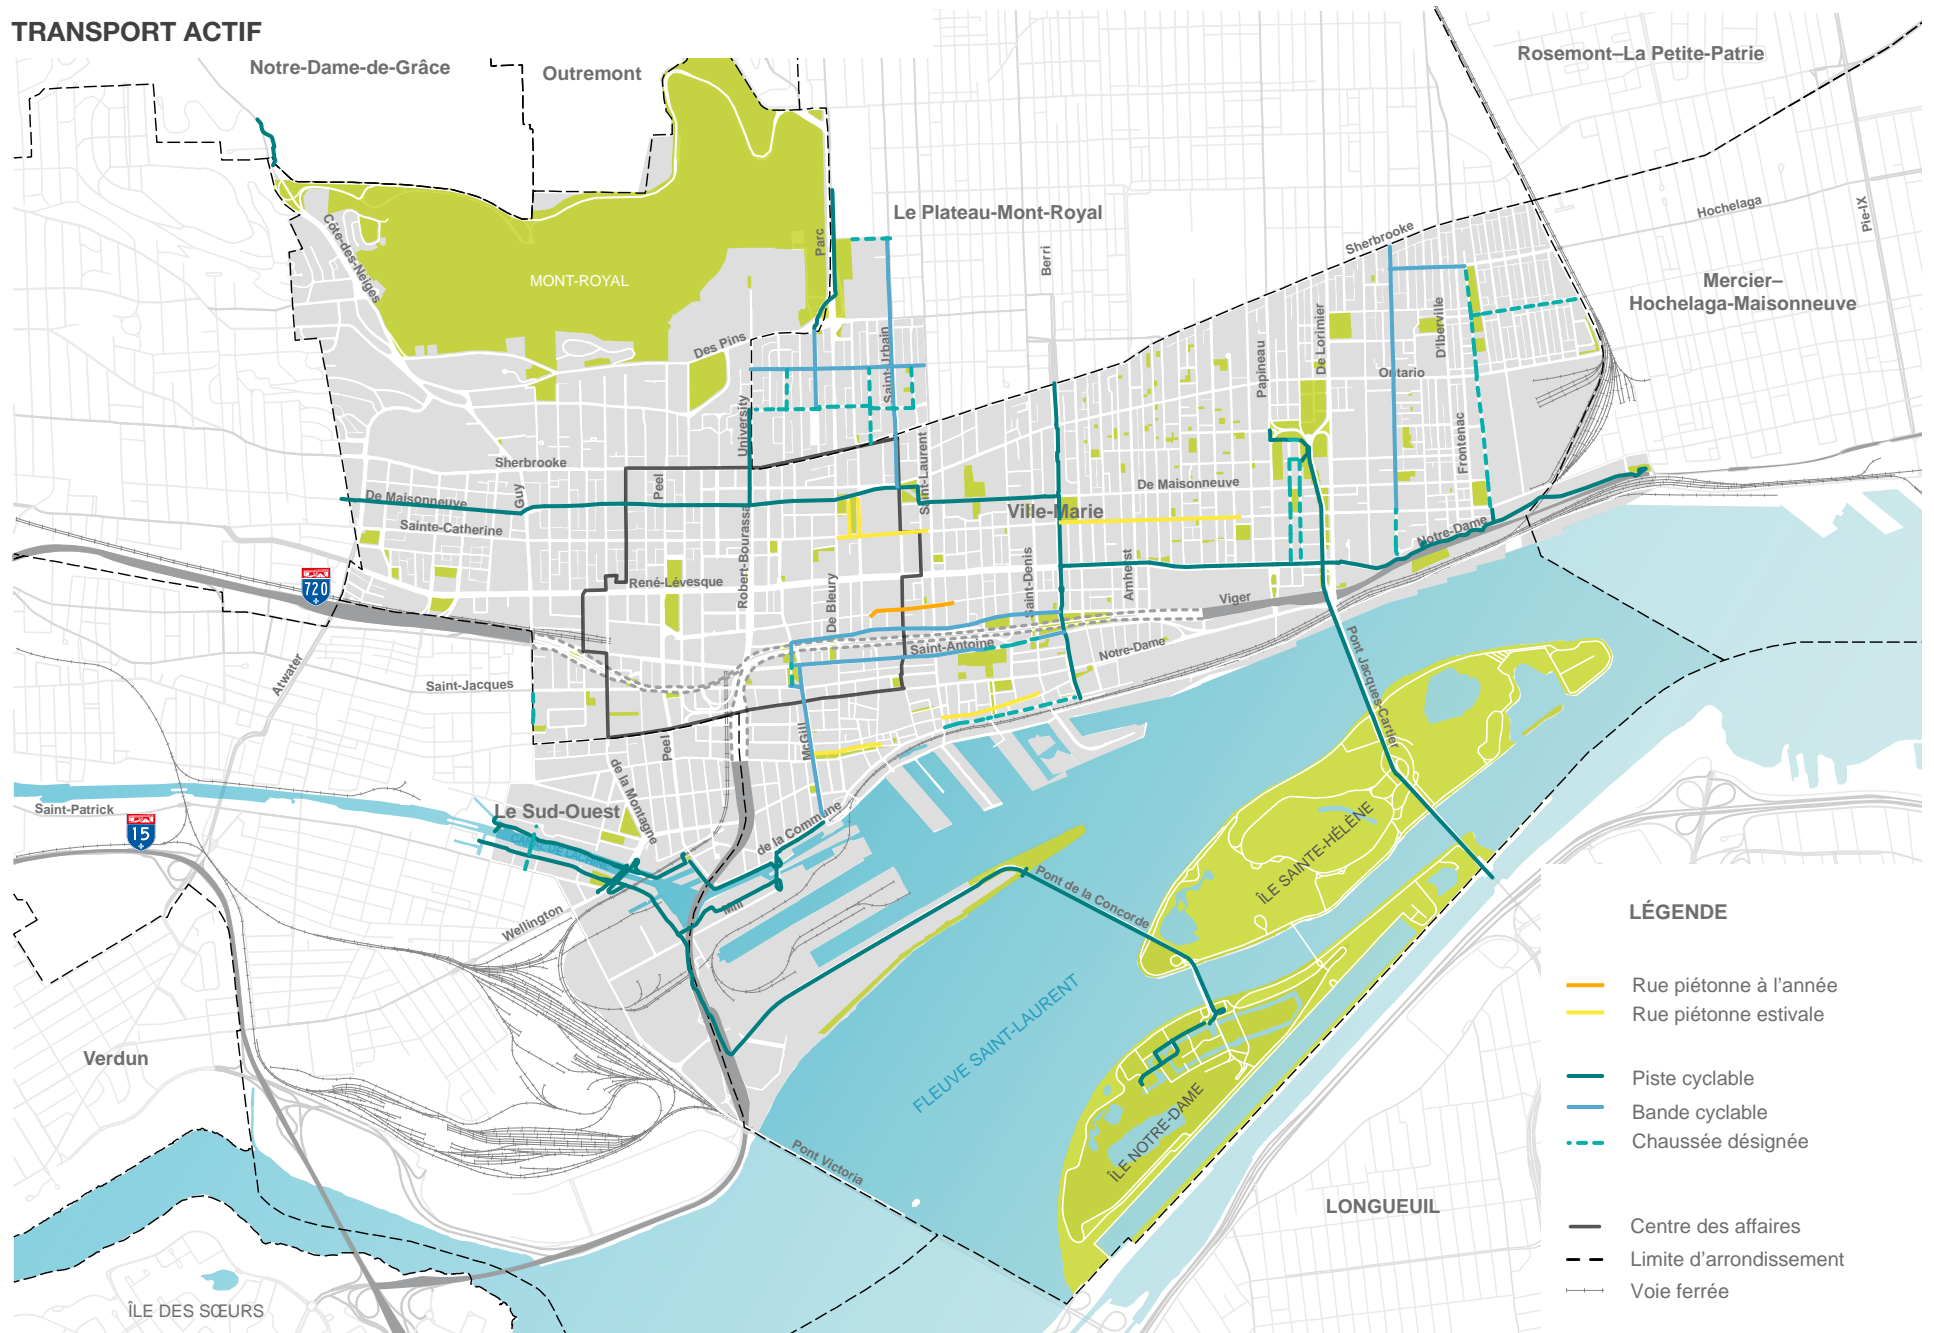 TRANSPORT ACTIF
Notre-Dame-de-Grâce
Outremont
Rosemont–La Petite-Patrie
Le Plateau-Mont-Royal
Mercier–
Hochelaga-Maisonneuve
Hochelaga
Pie-IX
Sherbrooke
Côte-des-Neiges
MONT-ROYAL
Parc
Berri
Des Pins
Saint-Urbain
Papineau
De Lorimier
D'Iberville
Ontario
Frontenac
University
Sherbrooke
Peel
Guy
Saint-Laurent
De Maisonneuve
De Maisonneuve
Sainte-Catherine
Ville-Marie
Robert-Bourassa
Notre-Dame
720
René-Lévesque
De Bleury
Saint-Denis
Amherst
Viger
Saint-Antoine
Notre-Dame
Atwater
Saint-Jacques
Pont Jacques-Cartier
Peel
McGill
de la Montagne
Saint-Patrick
15
Le Sud-Ouest
CANAL DE LACHINE
de la Commune
Mill
Wellington
Pont de la Concorde
ÎLE SAINTE-HÉLÈNE
FLEUVE SAINT-LAURENT
ÎLE NOTRE-DAME
Verdun
Pont Victoria
LONGUEUIL
ÎLE DES SŒURS
LÉGENDE
Rue piétonne à l'année
Rue piétonne estivale
Piste cyclable
Bande cyclable
Chaussée désignée
Centre des affaires
Limite d'arrondissement
Voie ferrée